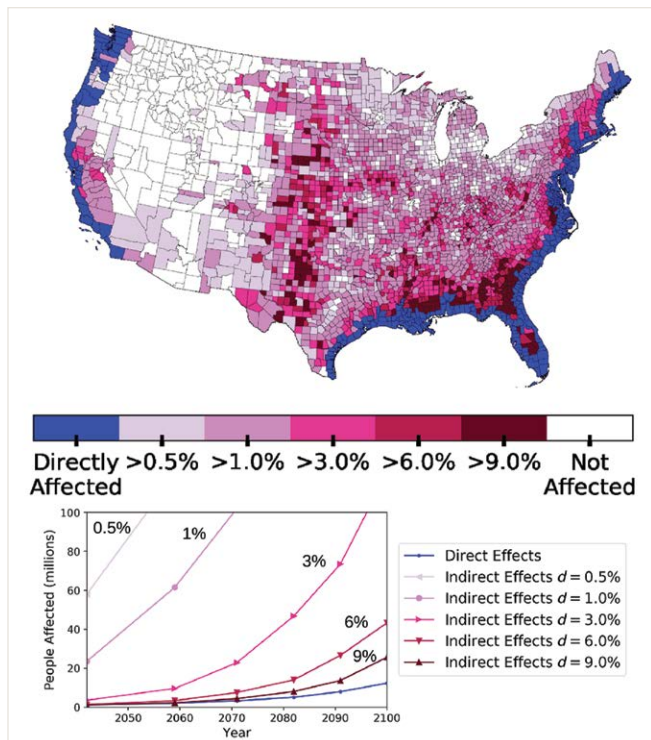 Directly
Affected
>0.5%
>1.0%
>3.0%
>6.0%
>9.0%
Not
Affected
People Affected (millions)
100
80
60
40
20
0
0.5%
1%
3%
6%
9%
2050
2060
2070
2080
2090
2100
Year
Direct Effects
Indirect Effects d = 0.5%
Indirect Effects d = 1.0%
Indirect Effects d = 3.0%
Indirect Effects d = 6.0%
Indirect Effects d = 9.0%